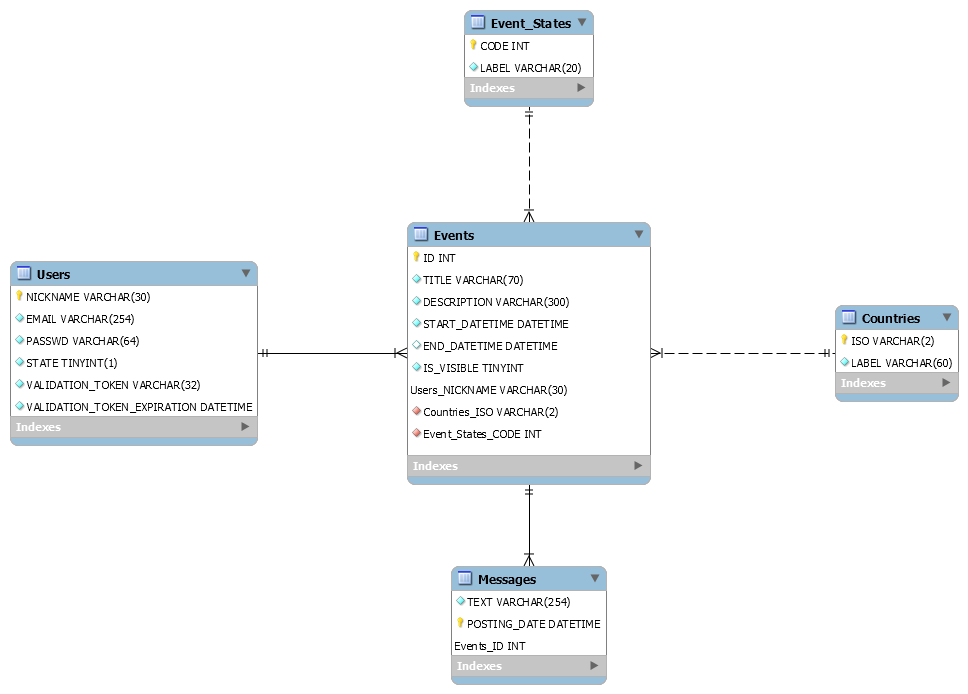 Event_States
CODE INT
LABEL VARCHAR(20)
Indexes
Events
ID INT
TITLE VARCHAR(70)
DESCRIPTION VARCHAR(300)
START_DATETIME DATETIME
END_DATETIME DATETIME
IS_VISIBLE TINYINT
Users_NICKNAME VARCHAR(30)
Countries_ISO VARCHAR(2)
Event_States_CODE INT
Indexes
Users
NICKNAME VARCHAR(30)
EMAIL VARCHAR(254)
PASSWD VARCHAR(64)
STATE TINYINT(1)
VALIDATION_TOKEN VARCHAR(32)
VALIDATION_TOKEN_EXPIRATION DATETIME
Indexes
Countries
ISO VARCHAR(2)
LABEL VARCHAR(60)
Indexes
Messages
TEXT VARCHAR(254)
POSTING_DATE DATETIME
Events_ID INT
Indexes